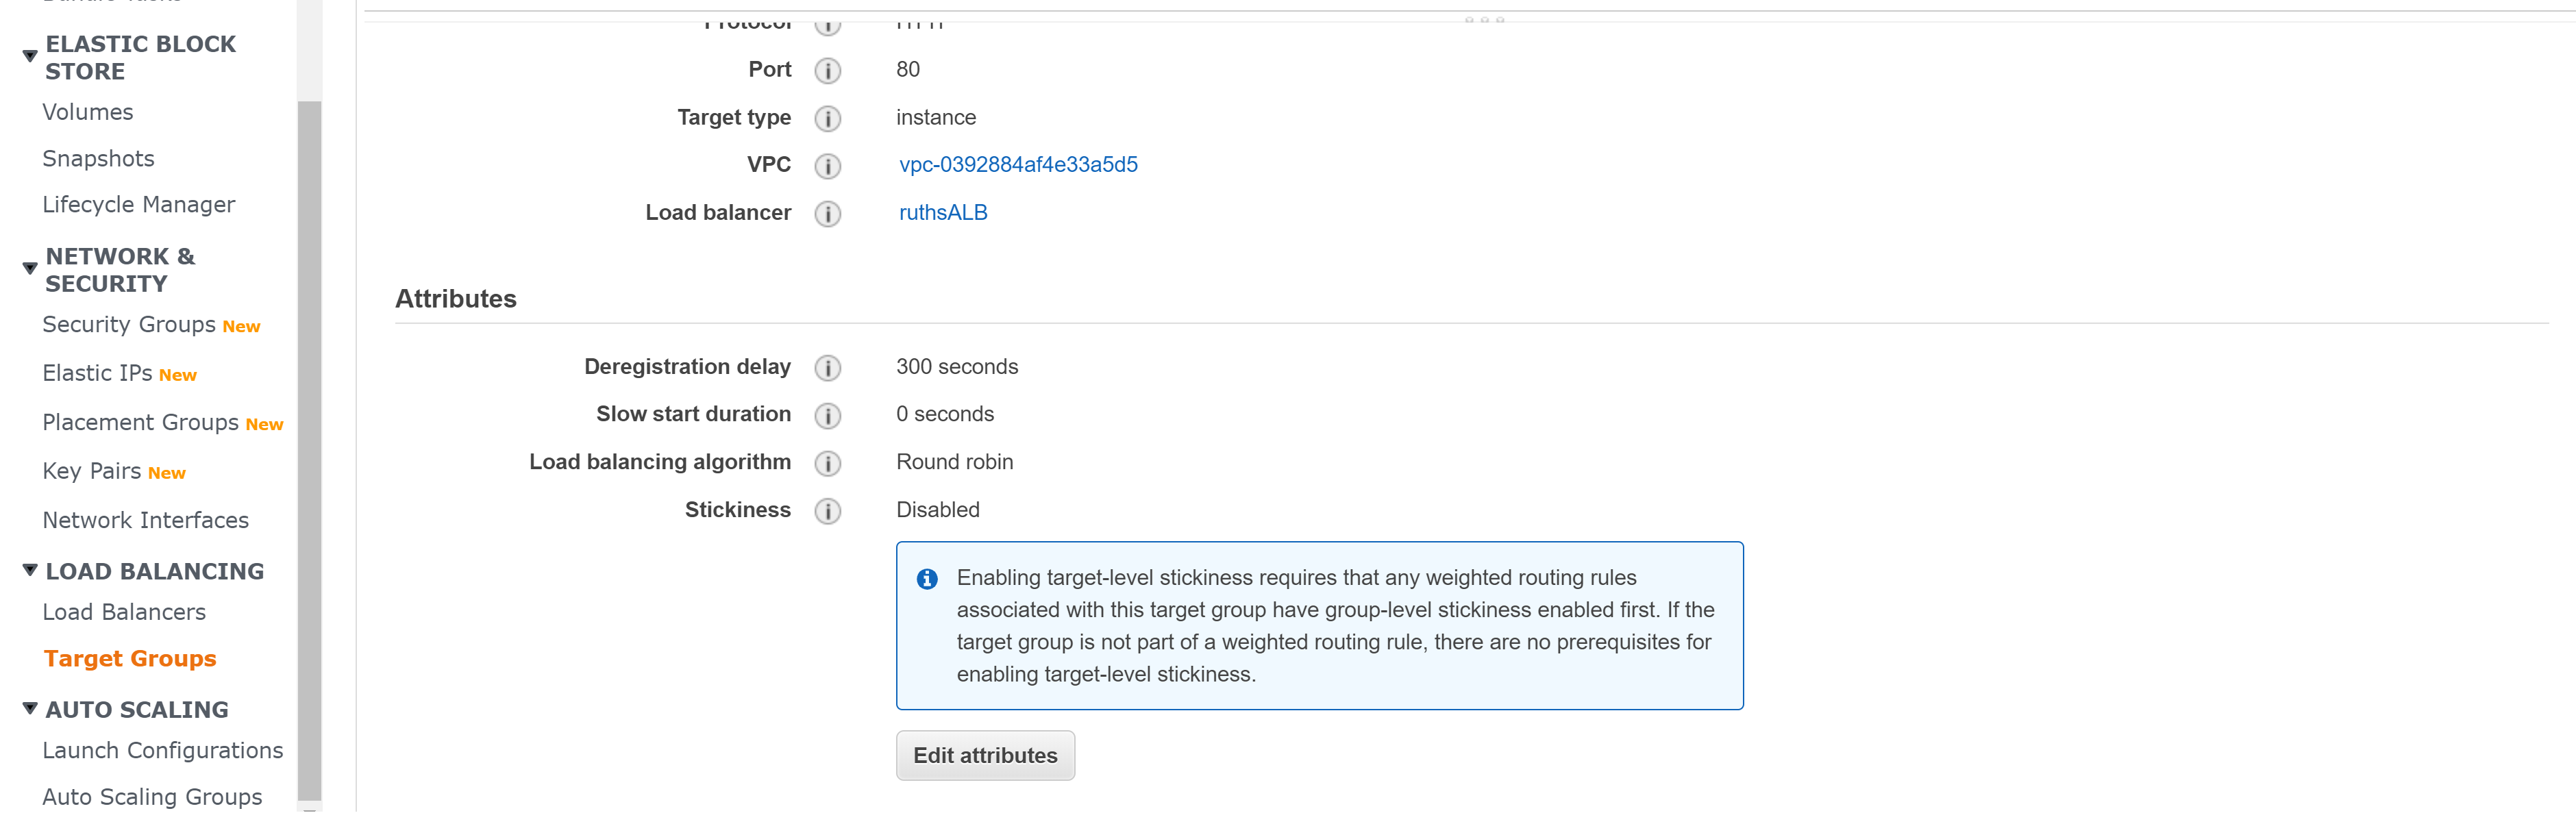 ELASTIC BLOCK
STORE
Volumes
Snapshots
Lifecycle Manager
NETWORK &
SECURITY
Security Groups New
Elastic IPs New
Placement Groups New
Key Pairs New
Network Interfaces
LOAD BALANCING
Load Balancers
Target Groups
AUTO SCALING
Launch Configurations
Auto Scaling Groups
Protocol
Port 80
Target type instance
VPC vpc-0392884af4e33a5d5
Load balancer ruthsALB
Attributes
Deregistration delay 300 seconds
Slow start duration 0 seconds
Load balancing algorithm Round robin
Stickiness Disabled
Enabling target-level stickiness requires that any weighted routing rules
associated with this target group have group-level stickiness enabled first. If the
target group is not part of a weighted routing rule, there are no prerequisites for
enabling target-level stickiness.
Edit attributes